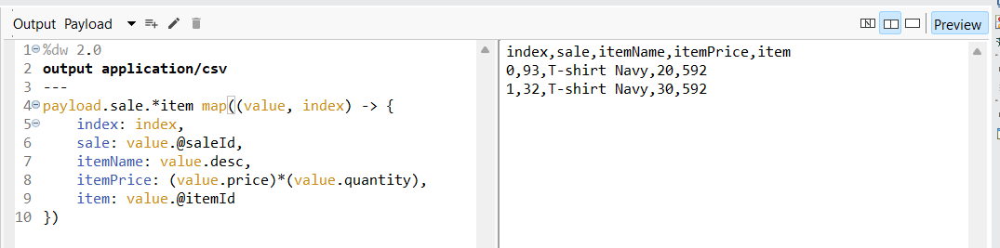 Output Payload
Preview
1 %dw 2.0
2 output application/csv
3 ---
4 payload.sale.*item map((value, index) -> {
5     index: index,
6     sale: value.@saleId,
7     itemName: value.desc,
8     itemPrice: (value.price)*(value.quantity),
9     item: value.@itemId
10 })
index,sale,itemName,itemPrice,item
0,93,T-shirt Navy,20,592
1,32,T-shirt Navy,30,592